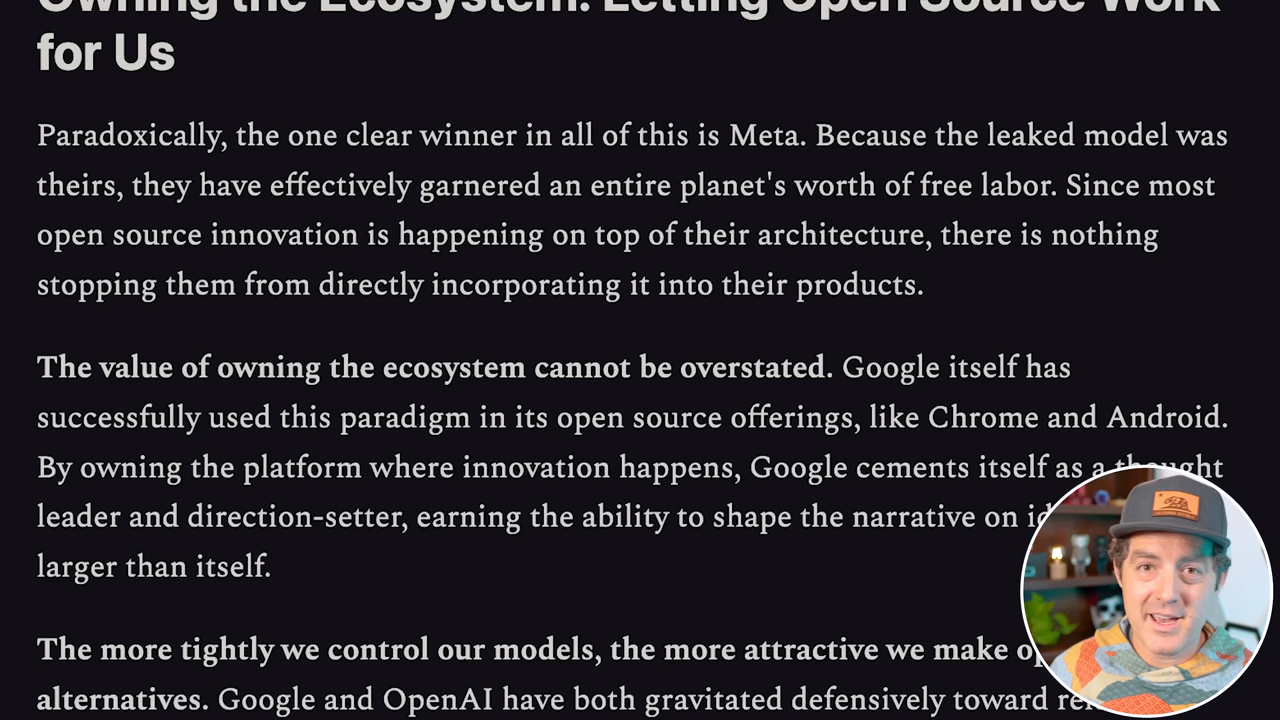 Owning the Ecosystem: Letting Open Source Work
for Us
Paradoxically, the one clear winner in all of this is Meta. Because the leaked model was
theirs, they have effectively garnered an entire planet's worth of free labor. Since most
open source innovation is happening on top of their architecture, there is nothing
stopping them from directly incorporating it into their products.
The value of owning the ecosystem cannot be overstated. Google itself has
successfully used this paradigm in its open source offerings, like Chrome and Android.
By owning the platform where innovation happens, Google cements itself as a thought
leader and direction-setter, earning the ability to shape the narrative on
larger than itself.
The more tightly we control our models, the more attractive we make
alternatives. Google and OpenAI have both gravitated defensively toward